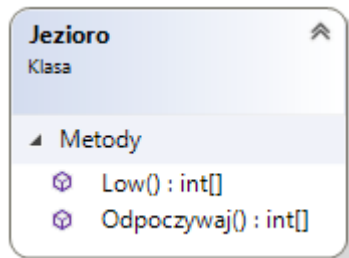 Jezioro
Klasa
Metody
Low() : int[]
Odpoczywaj() : int[]